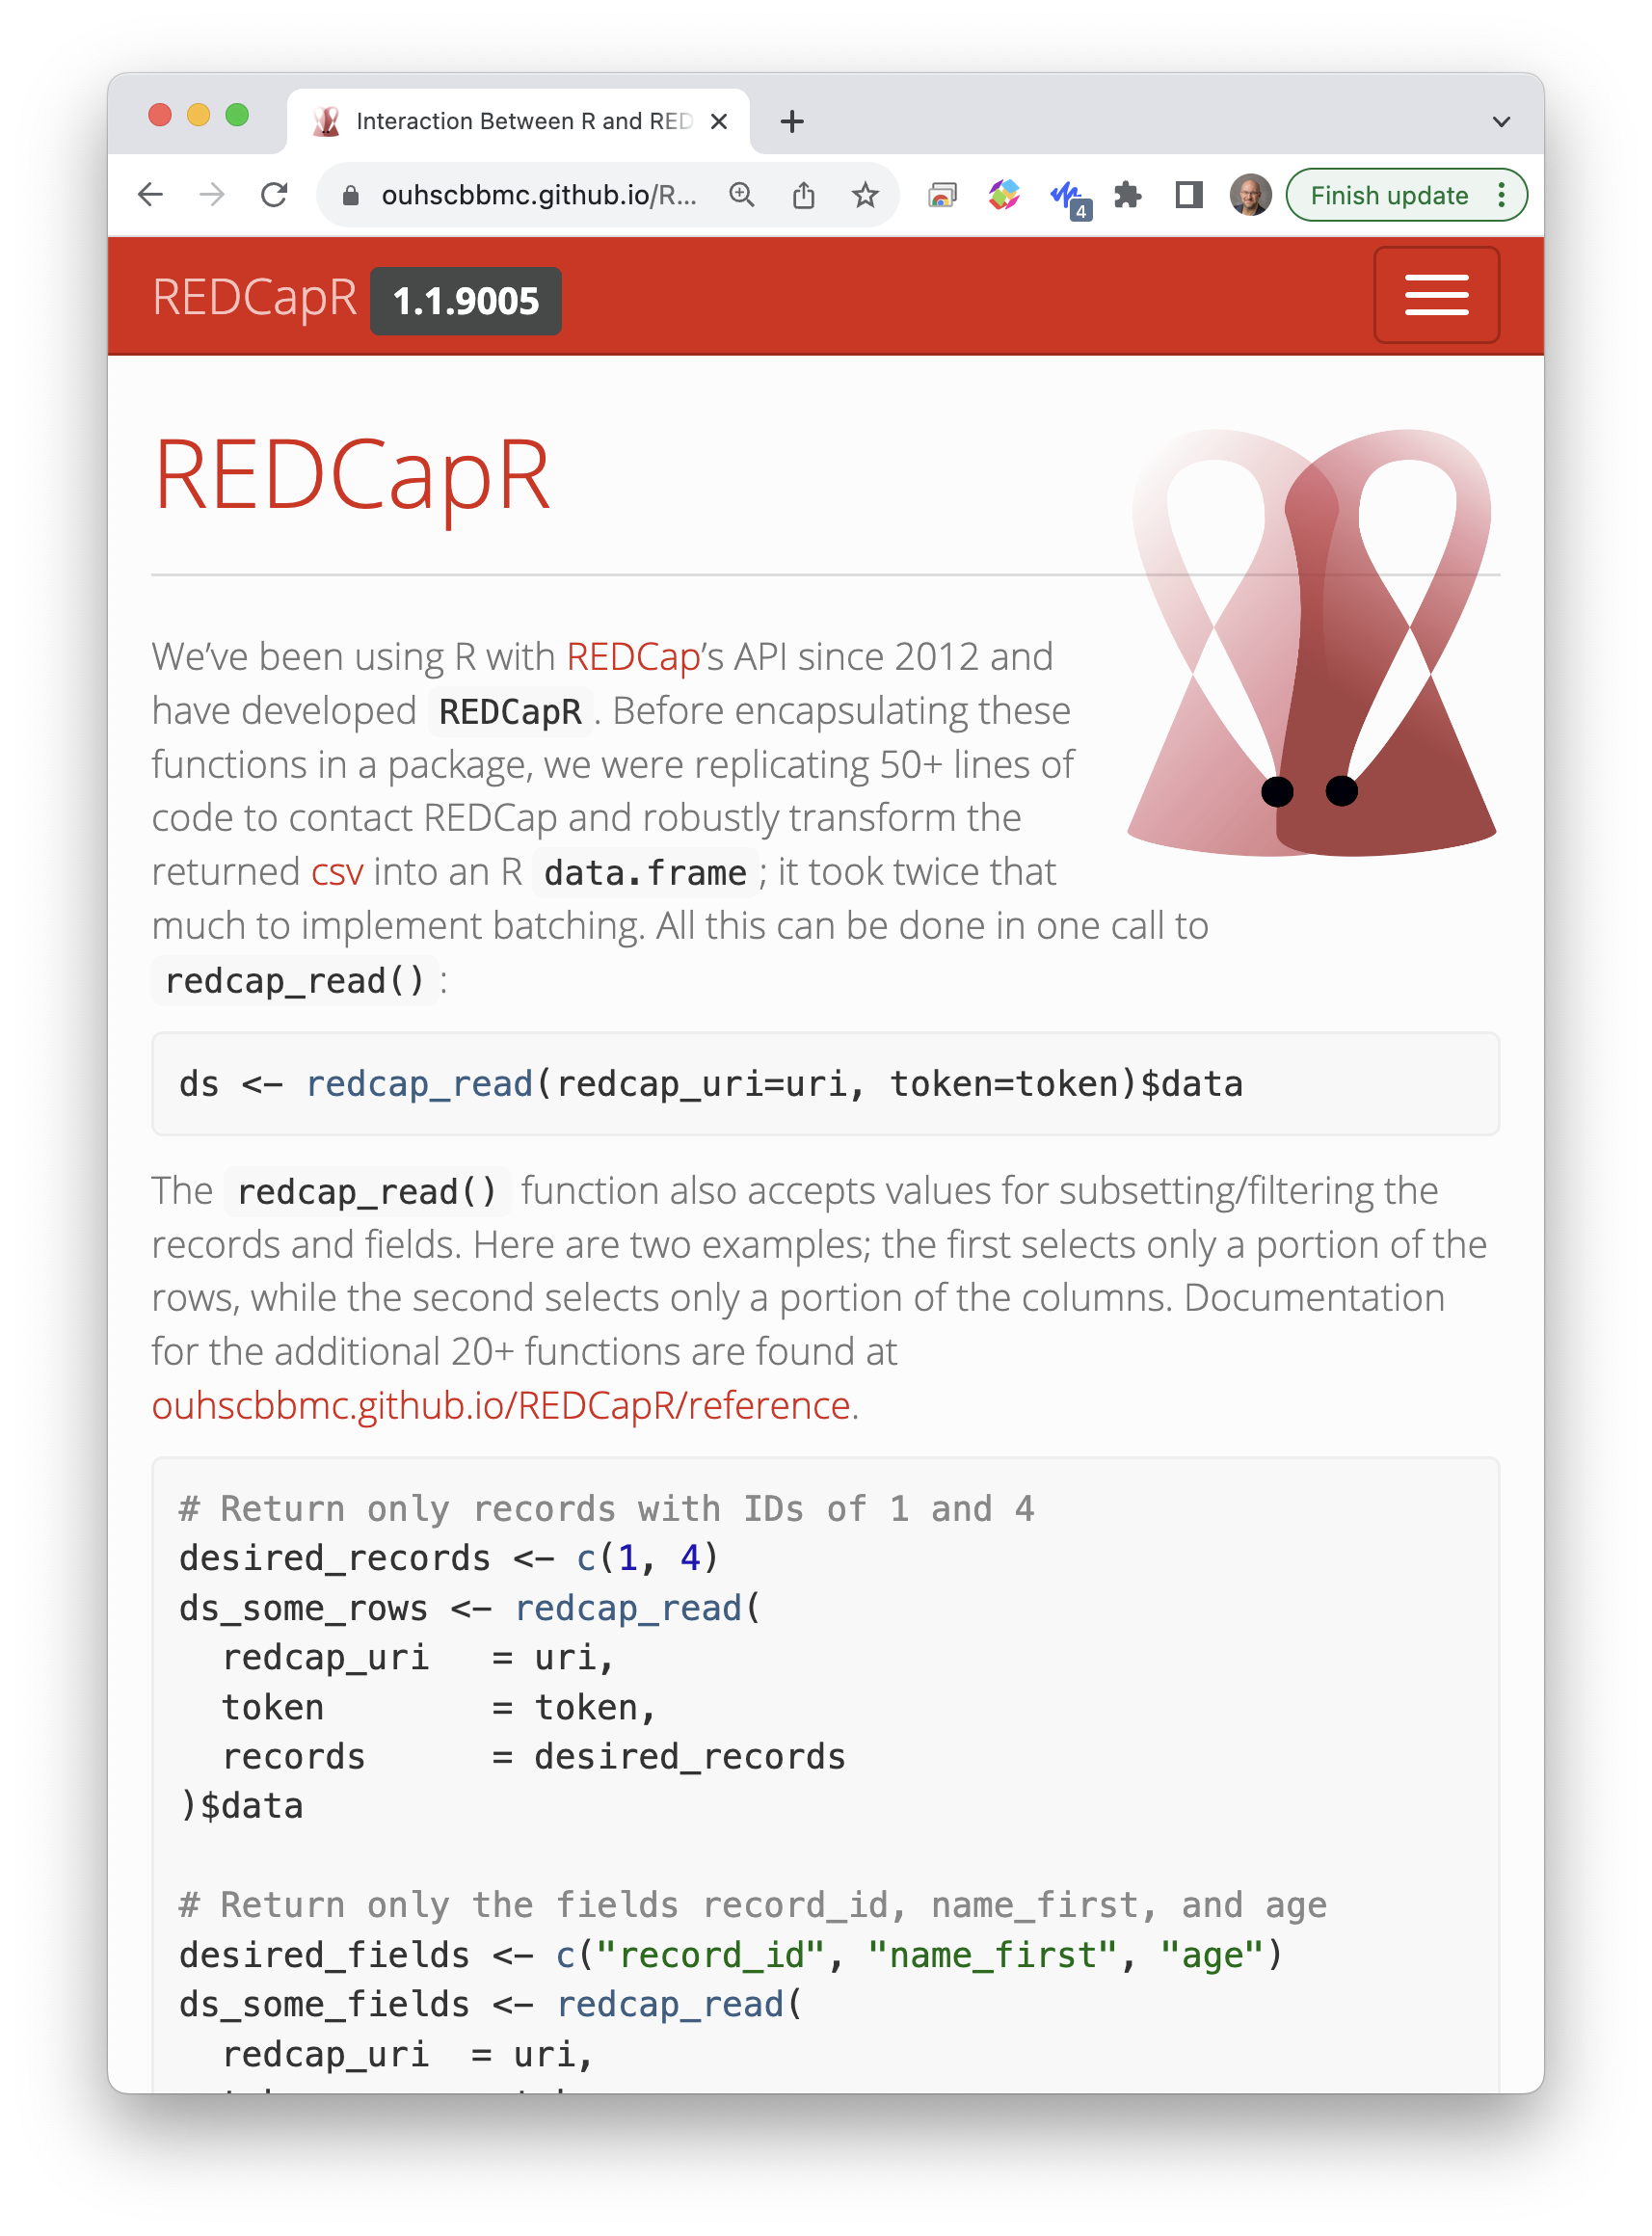 Interaction Between R and RED
ouhscbbmc.github.io/R...
4
Finish update
REDCapR 1.1.9005
REDCapR
We’ve been using R with REDCap’s API since 2012 and
have developed REDCapR. Before encapsulating these
functions in a package, we were replicating 50+ lines of
code to contact REDCap and robustly transform the
returned csv into an R data.frame; it took twice that
much to implement batching. All this can be done in one call to
redcap_read():
ds <- redcap_read(redcap_uri=uri, token=token)$data
The redcap_read() function also accepts values for subsetting/filtering the
records and fields. Here are two examples; the first selects only a portion of the
rows, while the second selects only a portion of the columns. Documentation
for the additional 20+ functions are found at
ouhscbbmc.github.io/REDCapR/reference.
# Return only records with IDs of 1 and 4
desired_records <- c(1, 4)
ds_some_rows <- redcap_read(
  redcap_uri   = uri,
  token        = token,
  records      = desired_records
)$data
# Return only the fields record_id, name_first, and age
desired_fields <- c("record_id", "name_first", "age")
ds_some_fields <- redcap_read(
  redcap_uri  = uri,